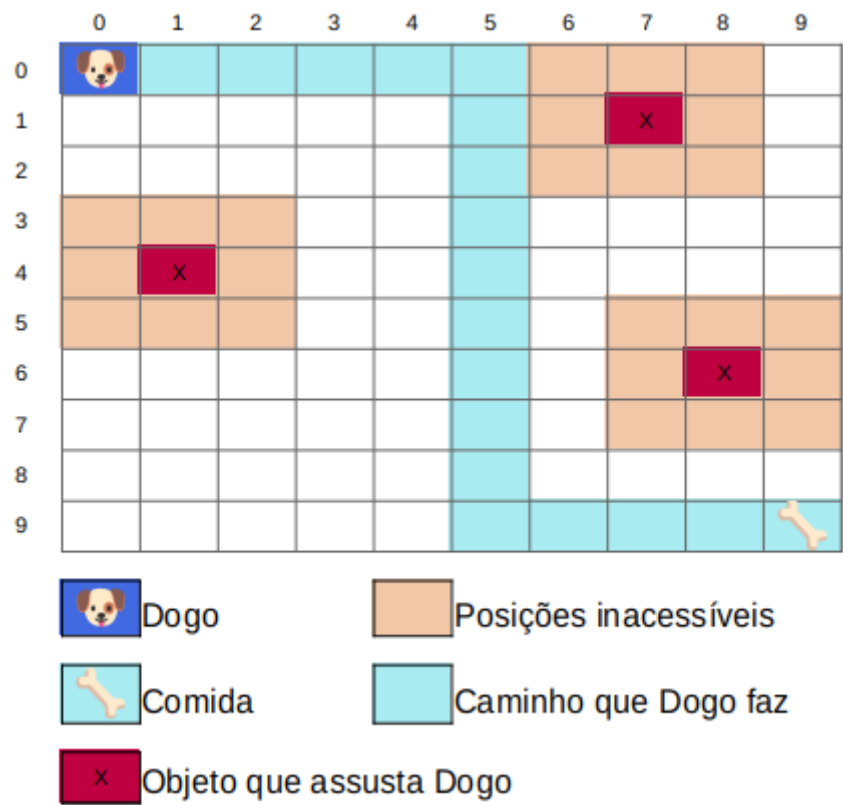 0 1 2 3 4 5 6 7 8 9
0
1 X
2
3
4 X
5
6 X
7
8
9
Dogo Posições inacessíveis
Comida Caminho que Dogo faz
X Objeto que assusta Dogo